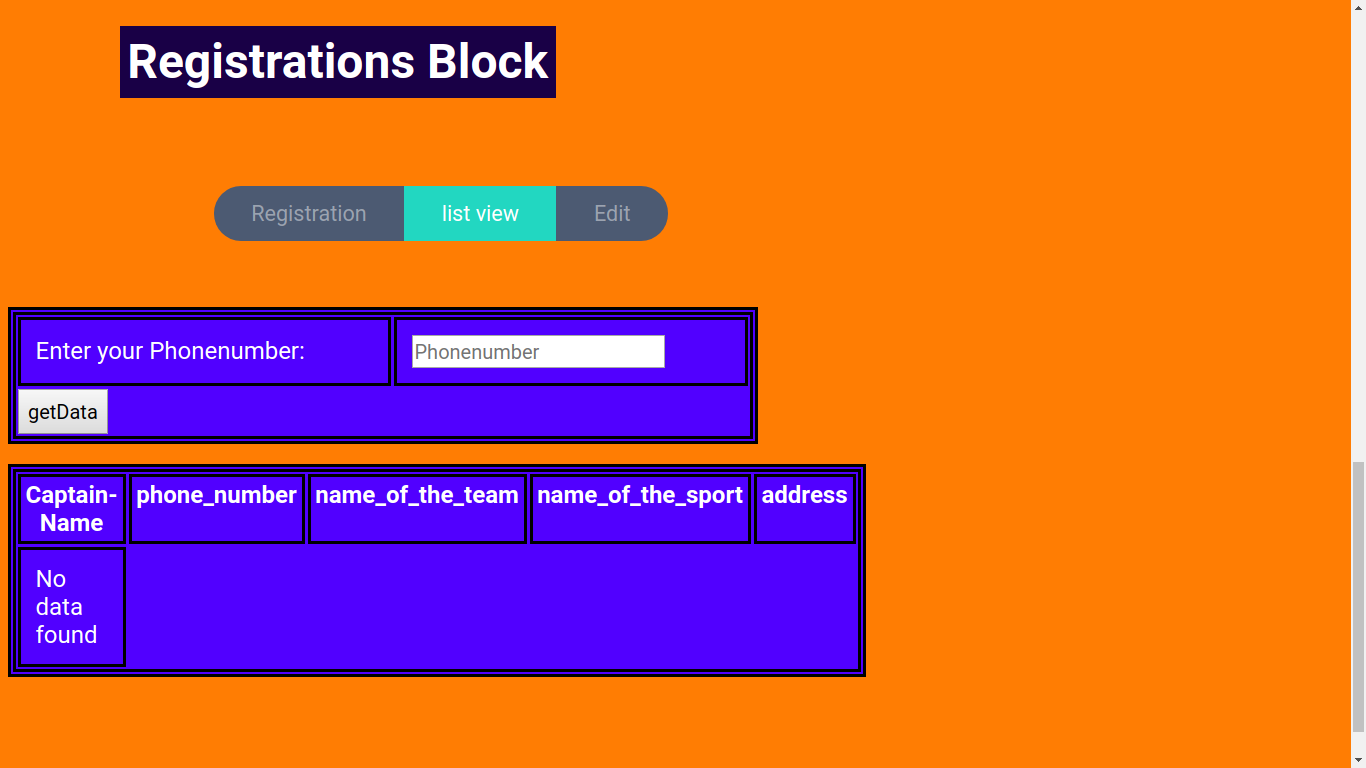 Registrations Block
Registration list view Edit
Enter your Phonenumber: Phonenumber
getData
Captain- phone_number name_of_the_team name_of_the_sport address
Name
No
data
found